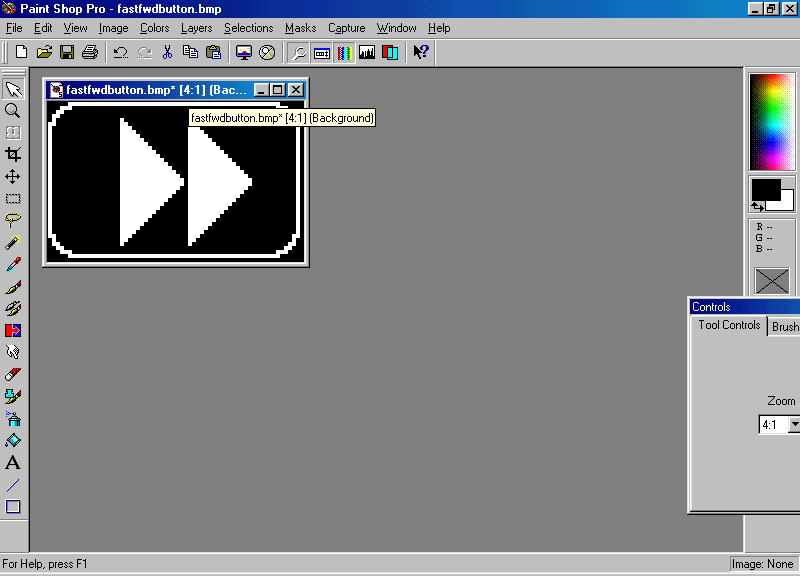 Paint Shop Pro - fastfwdbutton.bmp
File Edit View Image Colors Layers Selections Masks Capture Window Help
fastfwdbutton.bmp* [4:1] (Bac...
fastfwdbutton.bmp* [4:1] (Background)
R --
G --
B --
Controls
Tool Controls Brush
Zoom
4:1
For Help, press F1
Image: None